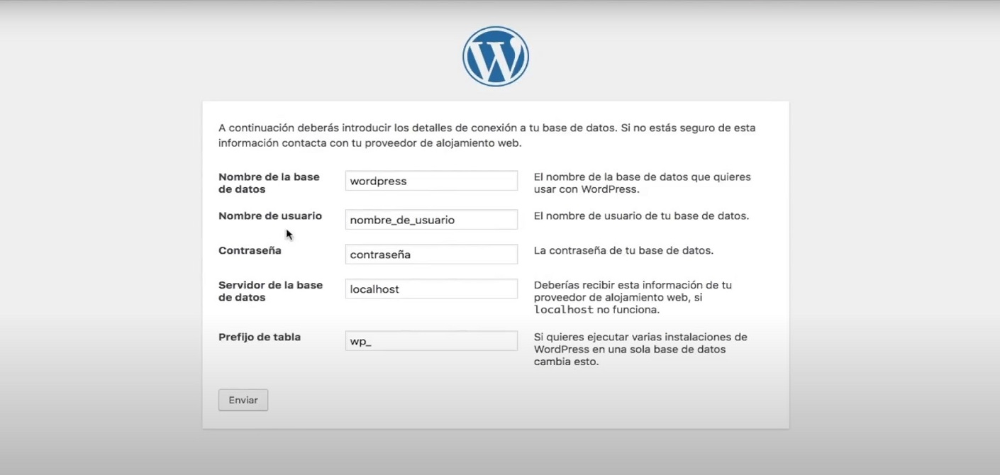 A continuación deberás introducir los detalles de conexión a tu base de datos. Si no estás seguro de esta
información contacta con tu proveedor de alojamiento web.
Nombre de la base
de datos
wordpress
El nombre de la base de datos que quieres
usar con WordPress.
Nombre de usuario
nombre_de_usuario
El nombre de usuario de tu base de datos.
Contraseña
contraseña
La contraseña de tu base de datos.
Servidor de la base
de datos
localhost
Deberías recibir esta información de tu
proveedor de alojamiento web, si
localhost no funciona.
Prefijo de tabla
wp_
Si quieres ejecutar varias instalaciones de
WordPress en una sola base de datos
cambia esto.
Enviar